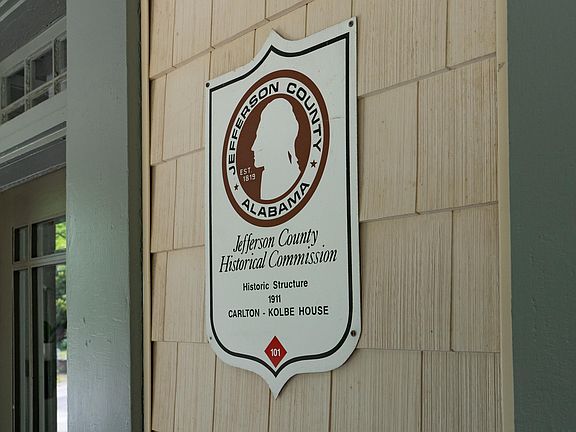 JEFFERSON COUNTY
EST.
1819
ALABAMA
Jefferson County
Historical Commission
Historic Structure
1911
CARLTON - KOLBE HOUSE
101